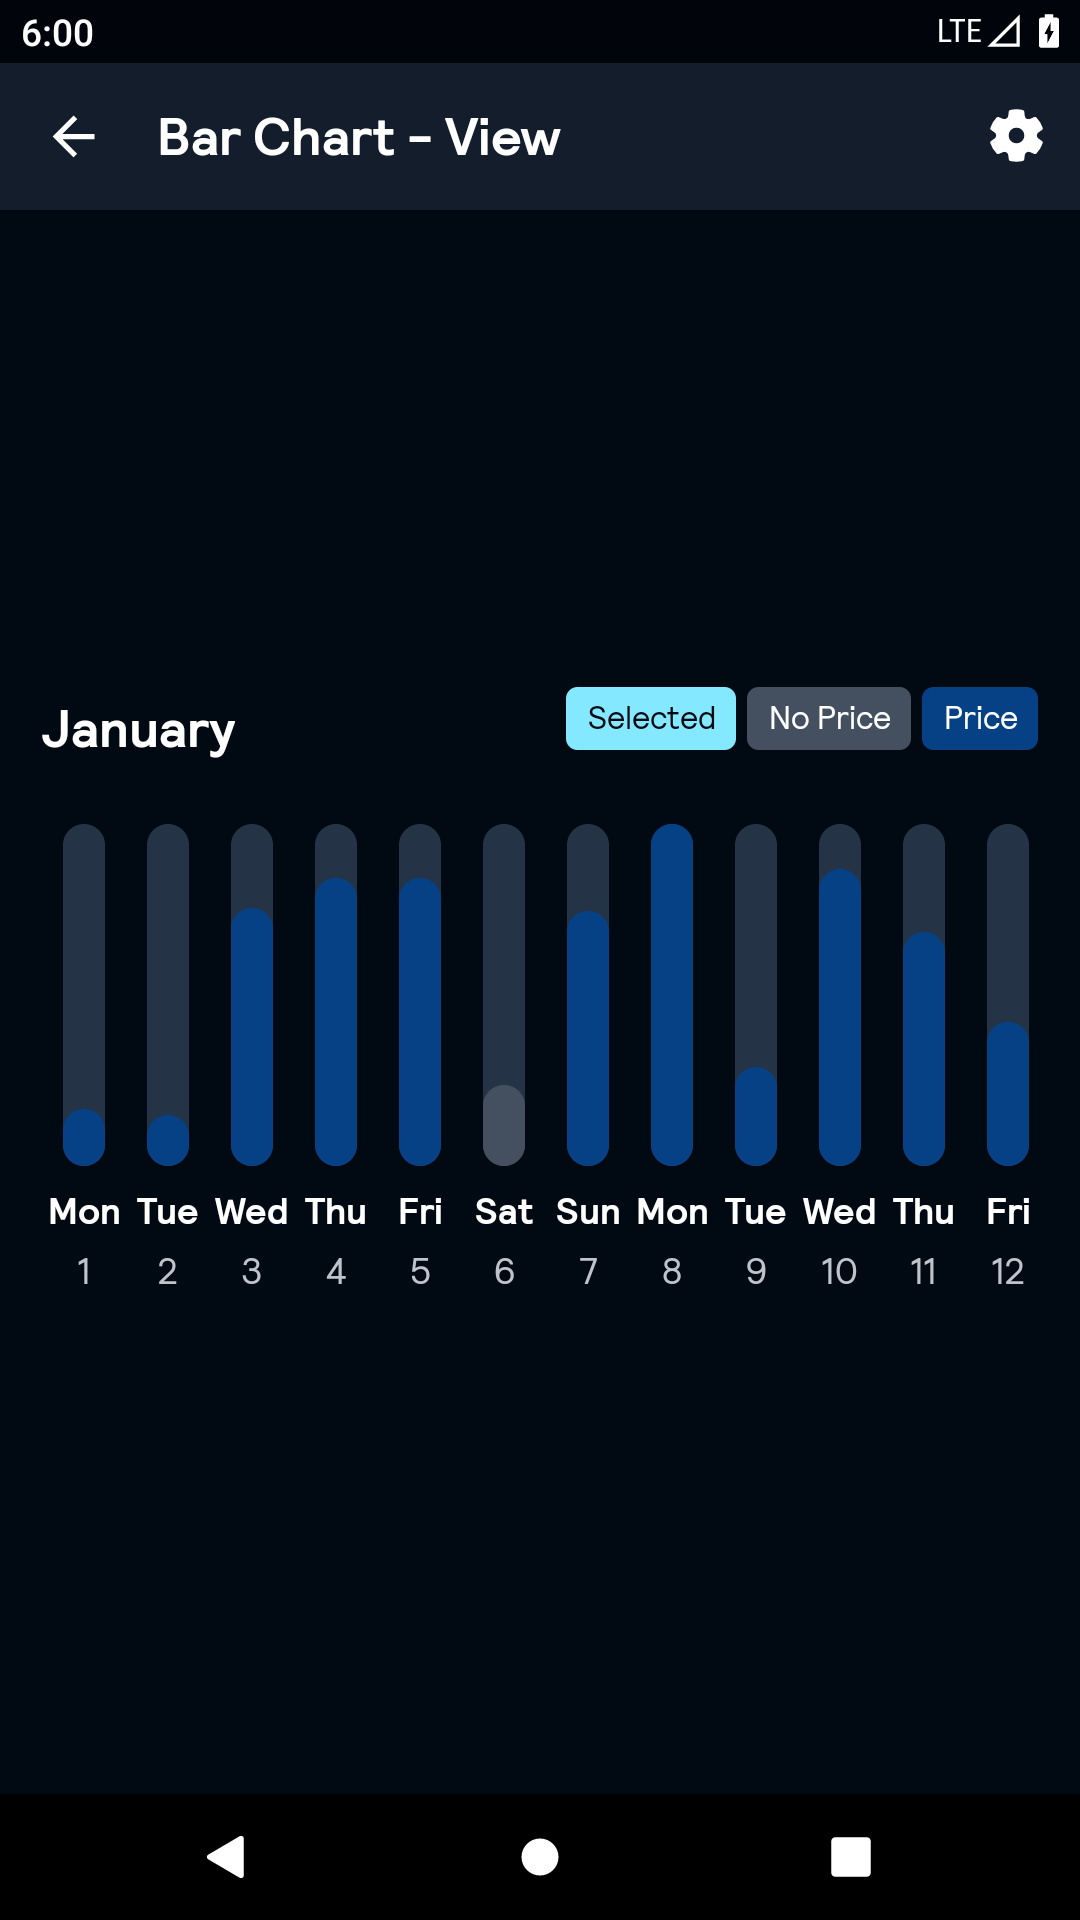 6:00 LTE
Bar Chart - View
January Selected No Price Price
Mon Tue Wed Thu Fri Sat Sun Mon Tue Wed Thu Fri
1 2 3 4 5 6 7 8 9 10 11 12